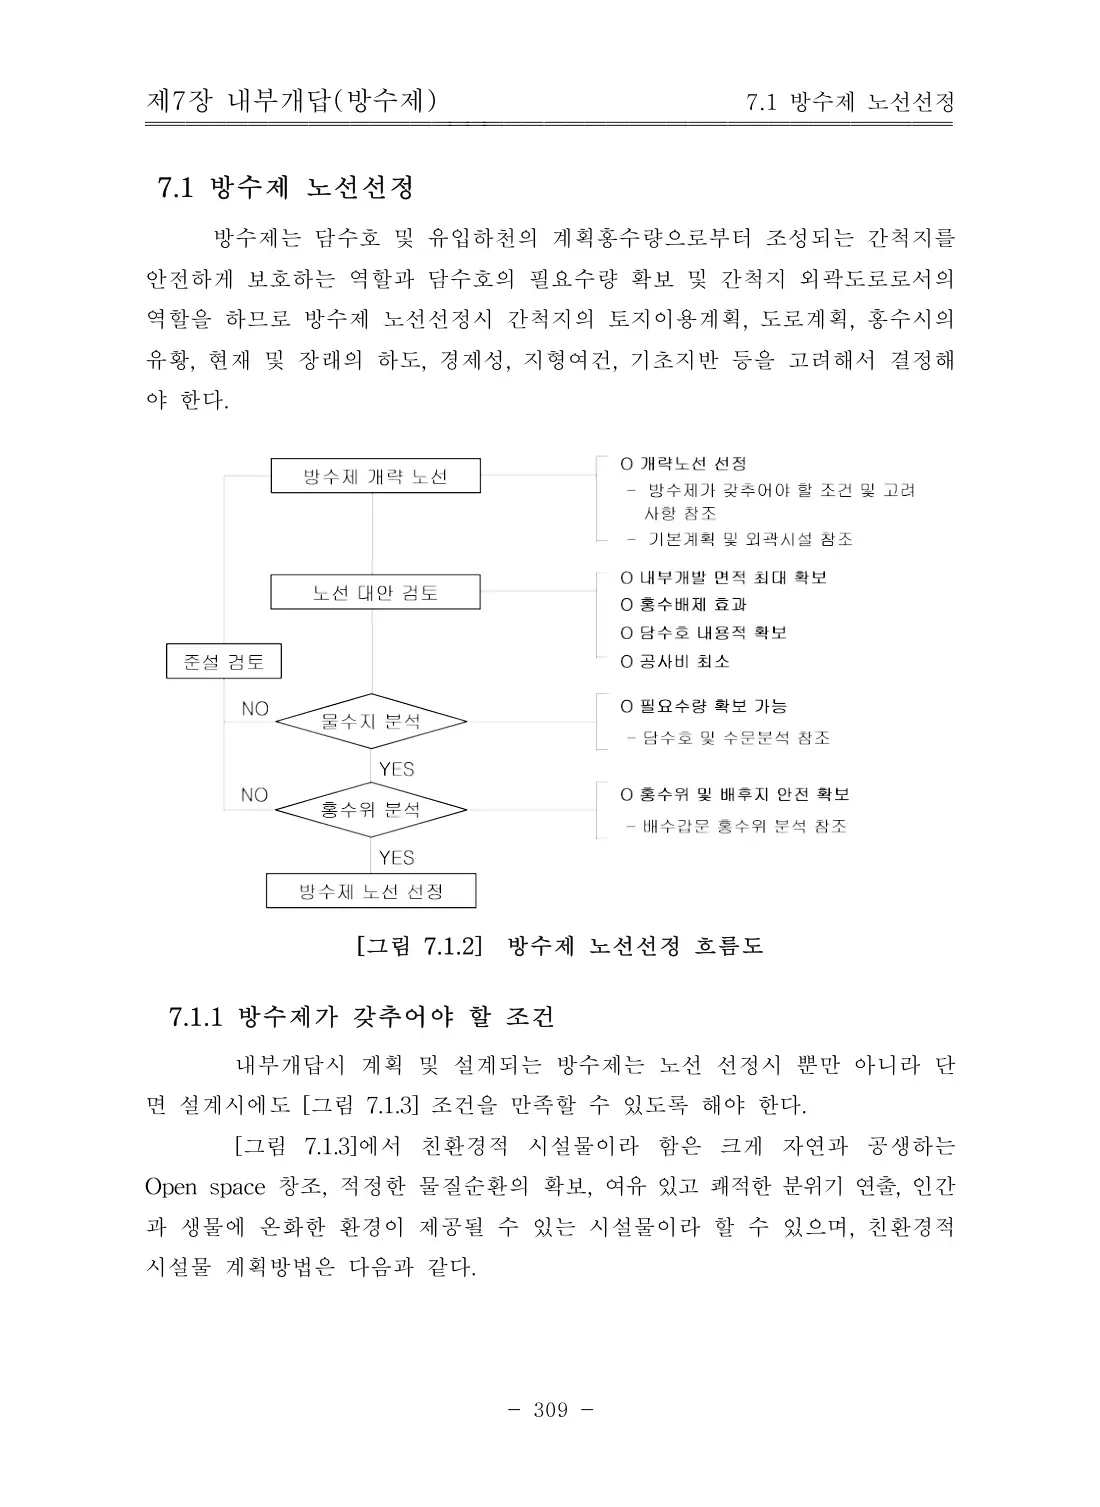 제7장 내부개답(방수제)
7.1 방수제 노선선정
7.1 방수제 노선선정
방수제는 담수호 및 유입하천의 계획홍수량으로부터 조성되는 간척지를
안전하게 보호하는 역할과 담수호의 필요수량 확보 및 간척지 외곽도로로서의
역할을 하므로 방수제 노선선정시 간척지의 토지이용계획, 도로계획, 홍수시의
유황, 현재 및 장래의 하도, 경제성, 지형여건, 기초지반 등을 고려해서 결정해
야 한다.
방수제 개략 노선
O 개략노선 선정
- 방수제가 갖추어야 할 조건 및 고려
사항 참조
- 기본계획 및 외곽시설 참조
노선 대안 검토
O 내부개발 면적 최대 확보
O 홍수배제 효과
O 담수호 내용적 확보
O 공사비 최소
준설 검토
NO
물수지 분석
O 필요수량 확보 가능
- 담수호 및 수문분석 참조
YES
NO
홍수위 분석
O 홍수위 및 배후지 안전 확보
- 배수갑문 홍수위 분석 참조
YES
방수제 노선 선정
[그림 7.1.2] 방수제 노선선정 흐름도
7.1.1 방수제가 갖추어야 할 조건
내부개답시 계획 및 설계되는 방수제는 노선 선정시 뿐만 아니라 단
면 설계시에도 [그림 7.1.3] 조건을 만족할 수 있도록 해야 한다.
[그림 7.1.3]에서 친환경적 시설물이라 함은 크게 자연과 공생하는
Open space 창조, 적정한 물질순환의 확보, 여유 있고 쾌적한 분위기 연출, 인간
과 생물에 온화한 환경이 제공될 수 있는 시설물이라 할 수 있으며, 친환경적
시설물 계획방법은 다음과 같다.
- 309 -